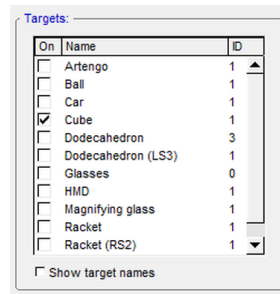 Targets:
On Name ID
Artengo 1
Ball 1
Car 1
Cube 1
Dodecahedron 3
Dodecahedron (LS3) 1
Glasses 0
HMD 1
Magnifying glass 1
Racket 1
Racket (RS2) 1
Show target names